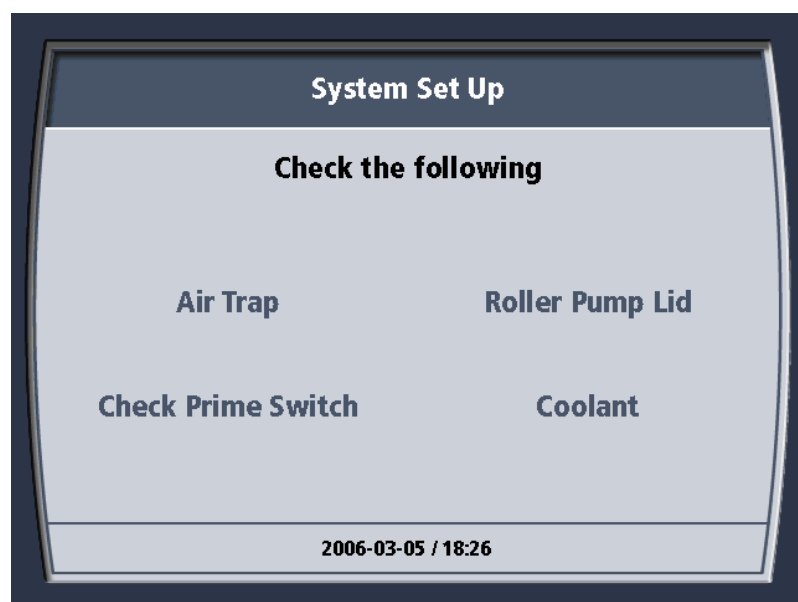 System Set Up
Check the following
Air Trap
Roller Pump Lid
Check Prime Switch
Coolant
2006-03-05 / 18:26